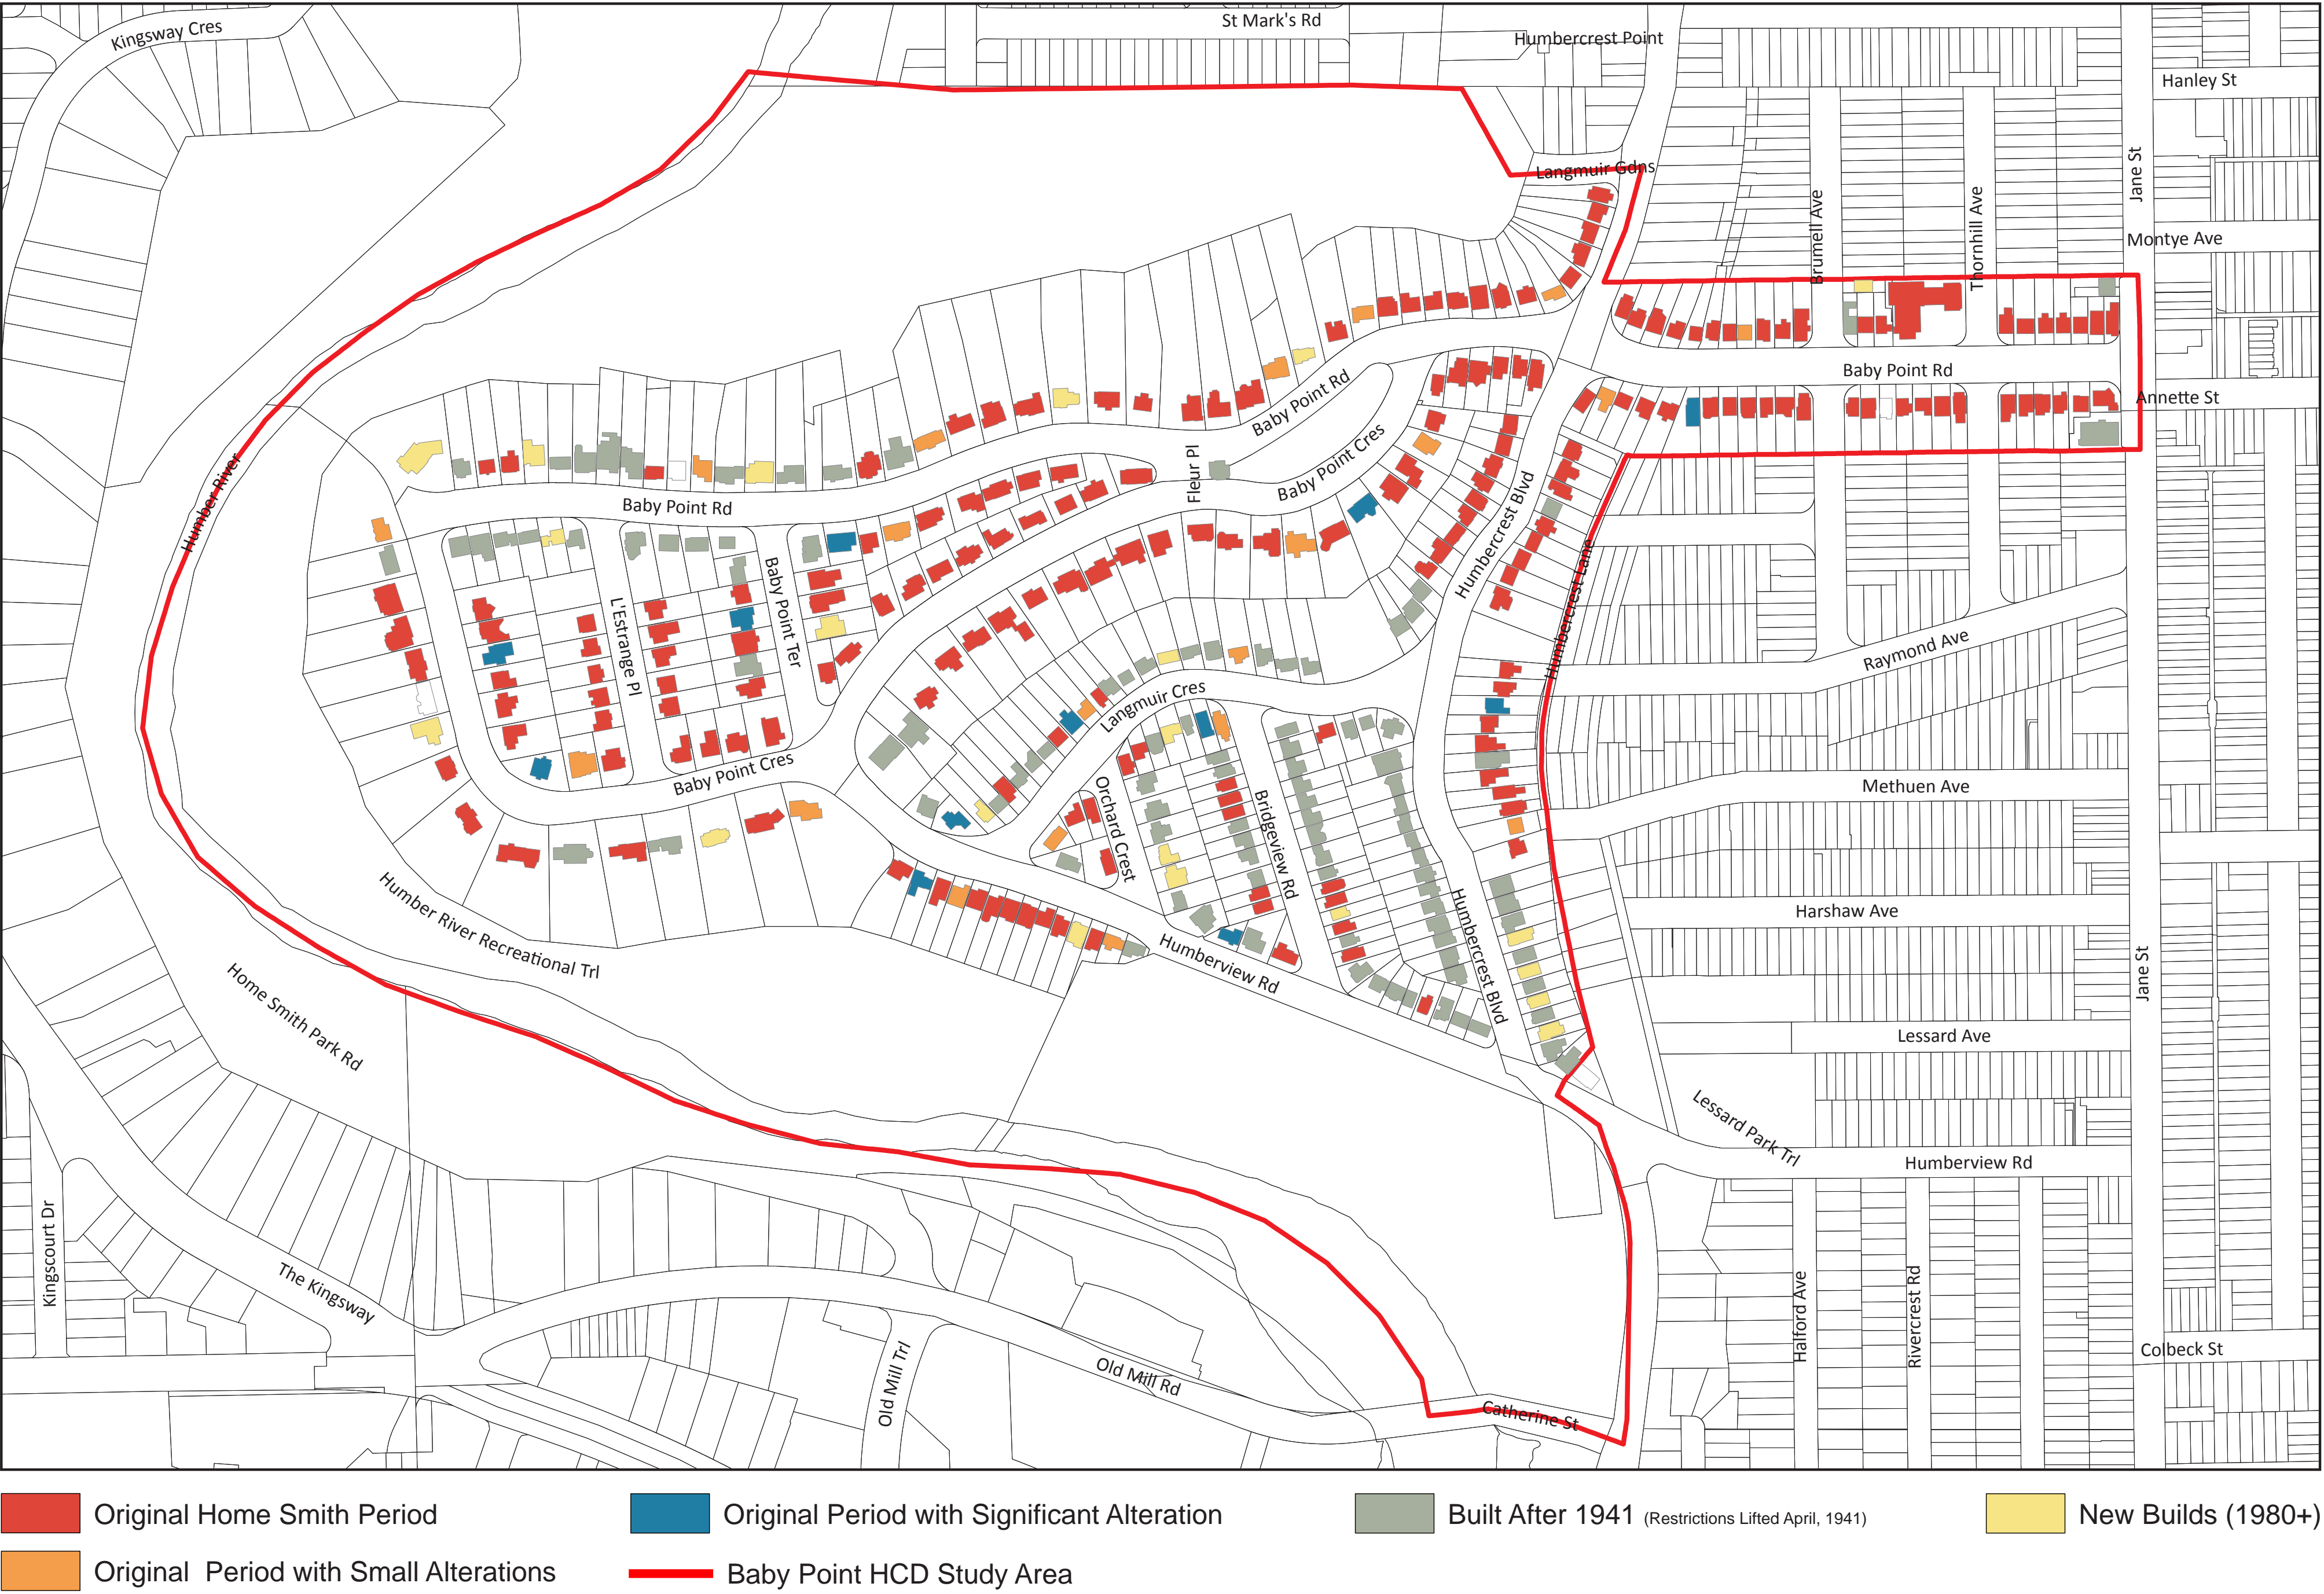 Kingsway Cres
St Mark's Rd
Humbercrest Point
Hanley St
Jane St
Langmuir Gdns
Brumell Ave
Thornhill Ave
Montye Ave
Baby Point Rd
Annette St
Baby Point Rd
Baby Point Cres
Fleur Pl
Humber River
Baby Point Rd
Humbercrest Blvd
Humbercrest Lane
L'Estrange Pl
Baby Point Ter
Raymond Ave
Langmuir Cres
Baby Point Cres
Orchard Crest
Bridgeview Rd
Methuen Ave
Humber River Recreational Trl
Humberview Rd
Humbercrest Blvd
Harshaw Ave
Jane St
Home Smith Park Rd
Lessard Ave
Lessard Park Trl
Humberview Rd
Kingscourt Dr
The Kingsway
Old Mill Trl
Old Mill Rd
Catherine St
Halford Ave
Rivercrest Rd
Colbeck St
Original Home Smith Period
Original Period with Significant Alteration
Built After 1941 (Restrictions Lifted April, 1941)
New Builds (1980+)
Original  Period with Small Alterations
Baby Point HCD Study Area